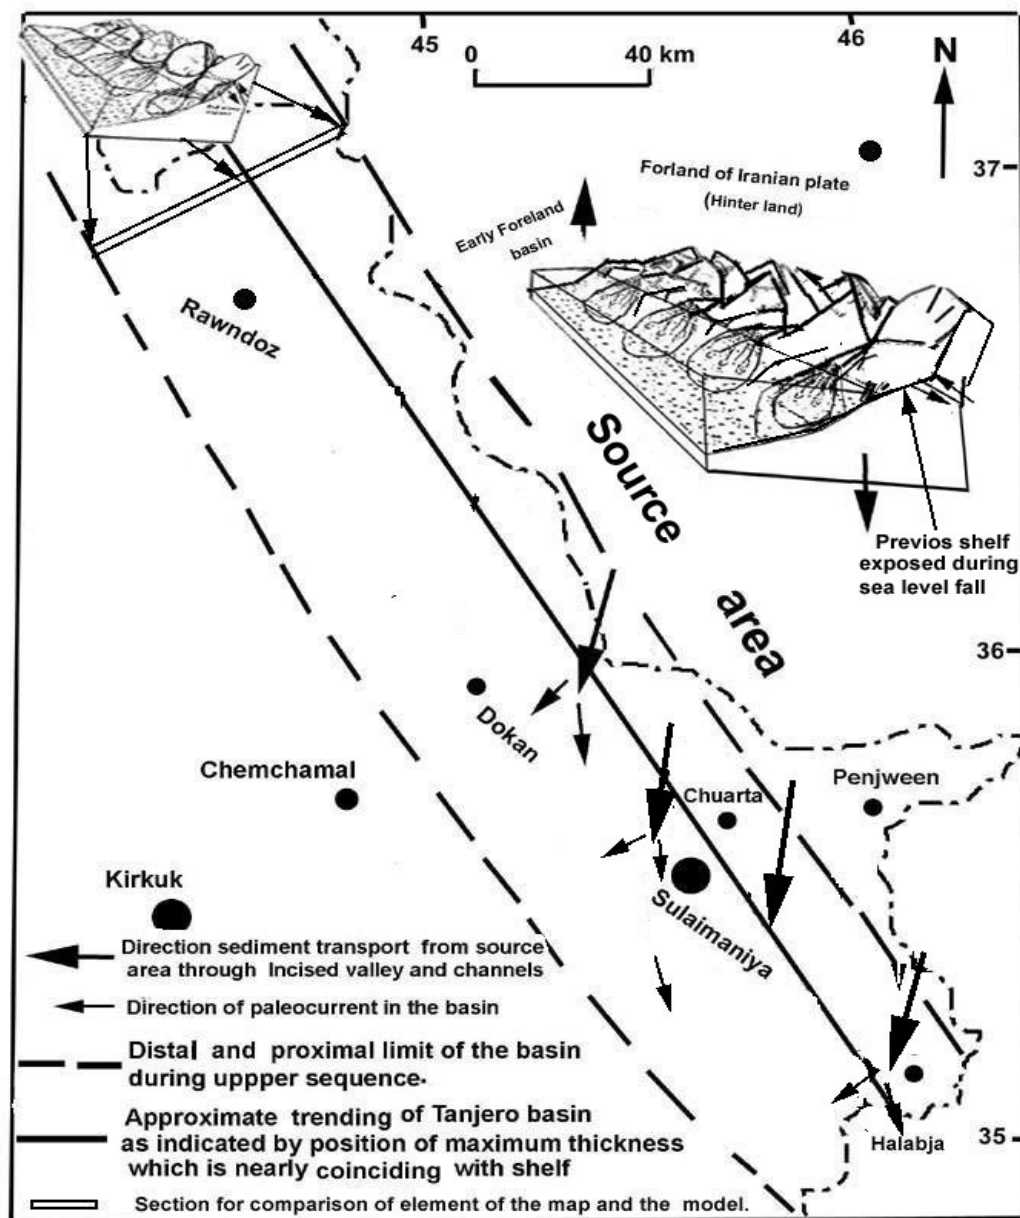 45
46
0
40 km
N
37
Forland of Iranian plate
(Hinter land)
Early Foreland
basin
Rawndoz
Source
area
Previos shelf
exposed during
sea level fall
36
Dokan
Chemchamal
Chuarta
Penjween
Kirkuk
Sulaimaniya
Direction sediment transport from source
area through Incised valley and channels
Direction of paleocurrent in the basin
Distal and proximal limit of the basin
during uppper sequence.
Approximate trending of Tanjero basin
as indicated by position of maximum thickness
which is nearly coinciding with shelf
Halabja
35
Section for comparison of element of the map and the model.